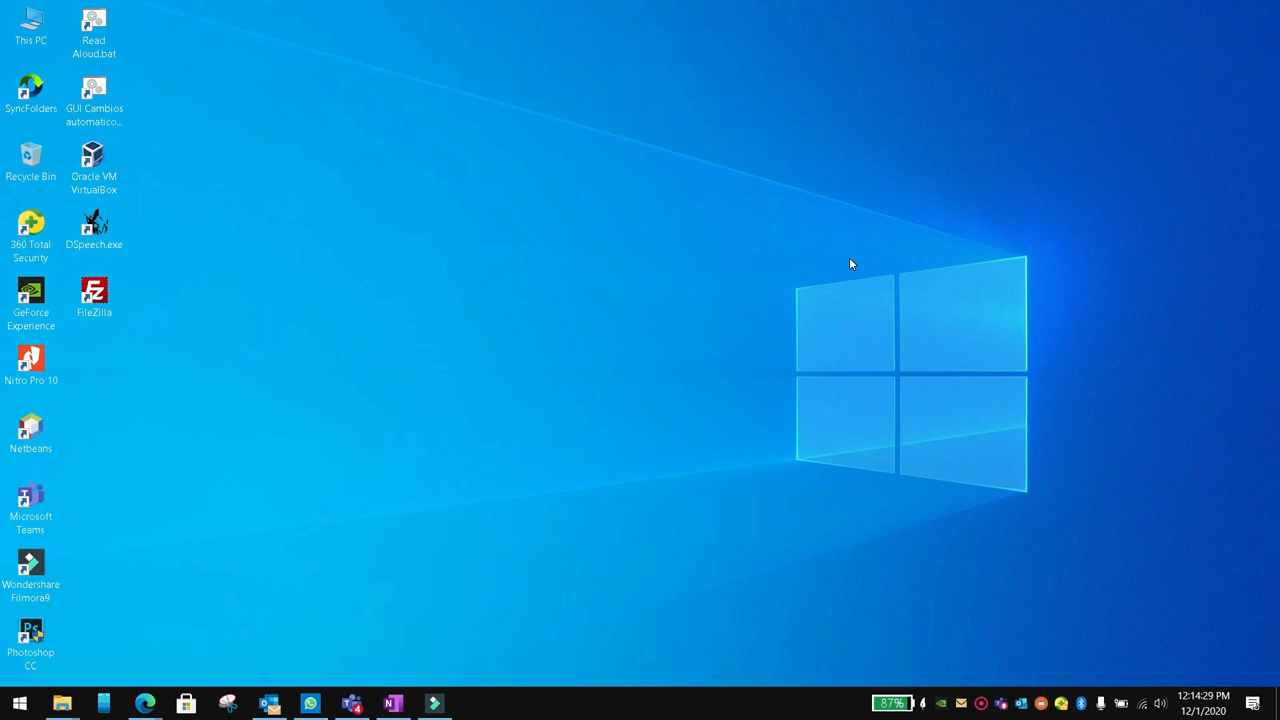 This PC
Read
Aloud.bat
SyncFolders
GUI Cambios
automatico...
Recycle Bin
Oracle VM
VirtualBox
360 Total
Security
DSpeech.exe
GeForce
Experience
FileZilla
Nitro Pro 10
Netbeans
Microsoft
Teams
Wondershare
Filmora9
Ps
Photoshop
CC
4
87%
12:14:29 PM
12/1/2020